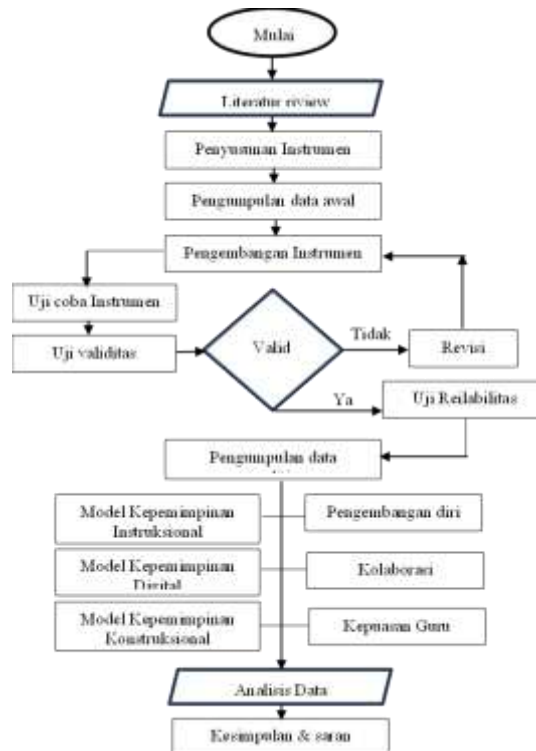 Mulai
Literatur riview
Penyusunan Instrumen
Pengumpulan data awal
Pengembangan Instrumen
Uji coba Instrumen
Uji validitas
Valid
Tidak
Revisi
Ya
Uji Reilabilitas
Pengumpulan data
Model Kepemimpinan
Instruksional
Pengembangan diri
Model Kepemimpinan
Digital
Kolaborasi
Model Kepemimpinan
Konstruksional
Kepuasan Guru
Analisis Data
Kesimpulan & saran